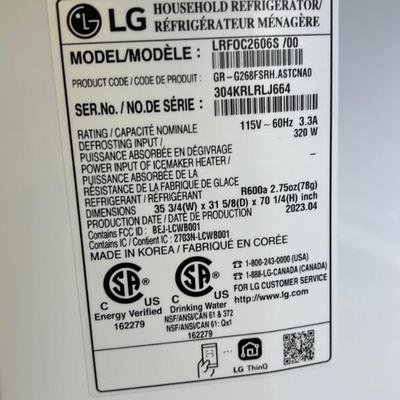 LG HOUSEHOLD REFRIGERATOR/
RÉFRIGÉRATEUR MÉNAGÈRE
MODEL/MODÈLE : LRFOC2606S /00
PRODUCT CODE / CODE DE PRODUIT : GR-G268FSRH.ASTCNA0
SER.No/ /NO.DE SÉRIE : 304KRLRLJ664
RATING / CAPACITÉ NOMINALE 115V~60Hz 3.3A
DEFROSTING INPUT / 320 W
PUISSANCE ABSORBÉE EN DÉGIVRAGE
POWER INPUT OF ICEMAKER HEATER / –
PUISSANCE ABSORBÉE DE LA
RÉSISTANCE DE LA FABRIQUE DE GLACE
REFRIGERANT / RÉFRIGÉRANT R600a 2.75oz(78g)
DIMENSIONS 35 3/4(W) x 31 5/8(D) x 70 1/4(H) inch
DATE OF PRODUCTION / DATE DE PRODUCTION 2023.04
Contains FCC ID : BEJ-LCWB001
Contains IC / Contient IC : 2703N-LCWB001
MADE IN KOREA / FABRIQUÉ EN CORÉE
SA
C US
Energy Verified
162279
SA
C US
Drinking Water
NSF/ANSI/CAN 61 & 372
NSF/ANSI/CAN 61: Q≤1
162279
1-800-243-0000 (USA)
1-888-LG-CANADA (CANADA)
FOR LG CUSTOMER SERVICE
http://www.lg.com
LG ThinQ